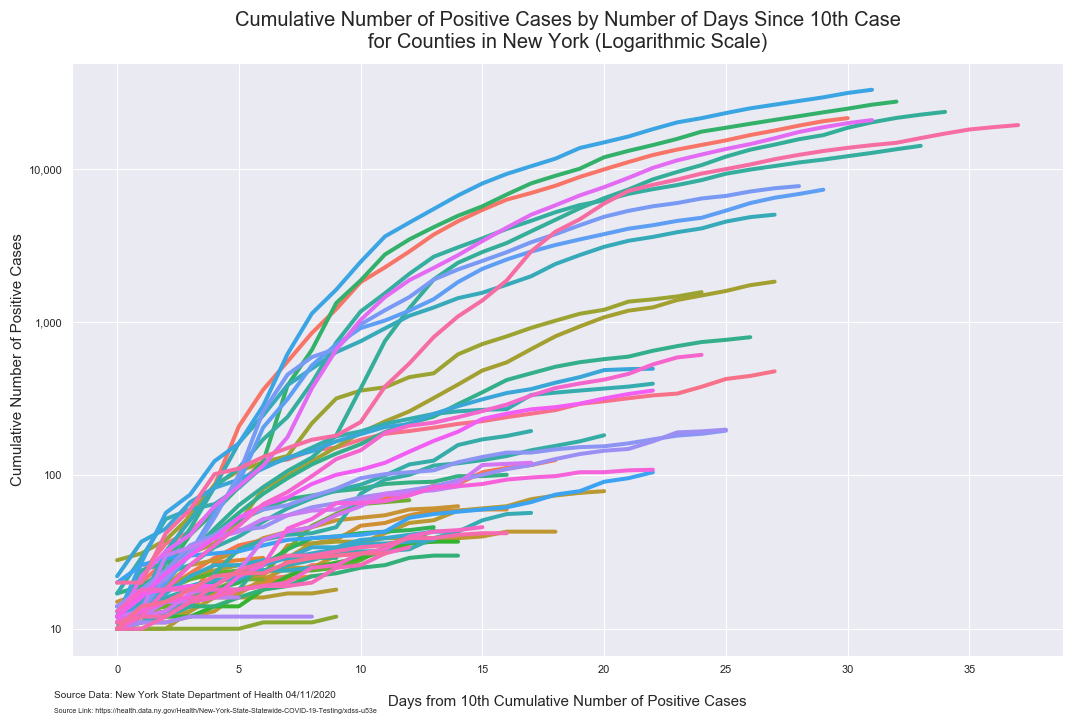 Cumulative Number of Positive Cases by Number of Days Since 10th Case
for Counties in New York (Logarithmic Scale)
Cumulative Number of Positive Cases
10,000
1,000
100
10
0 5 10 15 20 25 30 35
Days from 10th Cumulative Number of Positive Cases
Source Data: New York State Department of Health 04/11/2020
Source Link: https://health.data.ny.gov/Health/New-York-State-Statewide-COVID-19-Testing/xdss-u53e